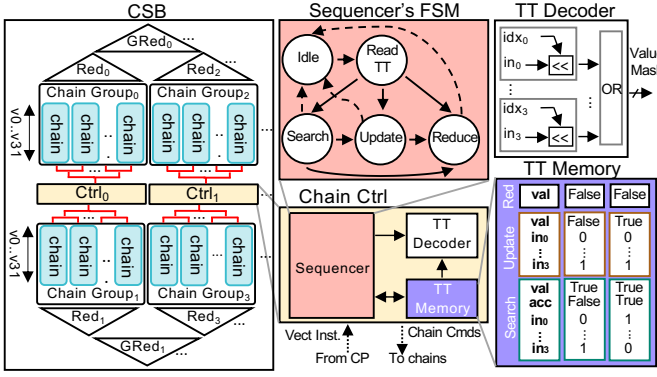 CSB
GRed0
...
Red0
...
Red2
Chain Group0
Chain Group2
v0..v31
chain
chain
...
chain
chain
chain
...
chain
...
Ctrl0
Ctrl1
...
v0..v31
chain
chain
...
chain
chain
chain
...
chain
...
Chain Group1
Chain Group3
Red1
...
Red3
...
GRed1
...
Sequencer's FSM
Idle
Read
TT
Search
Update
Reduce
TT Decoder
idx0
in0
<<
idx3
in3
<<
OR
Value
Mask
Chain Ctrl
Sequencer
TT
Decoder
TT
Memory
Vect Inst.
Chain Cmds
From CP
To chains
TT Memory
Red
val
False
False
Update
val
False
True
in0
0
0
in3
1
1
Search
val
True
True
acc
False
True
in0
0
1
in3
1
0